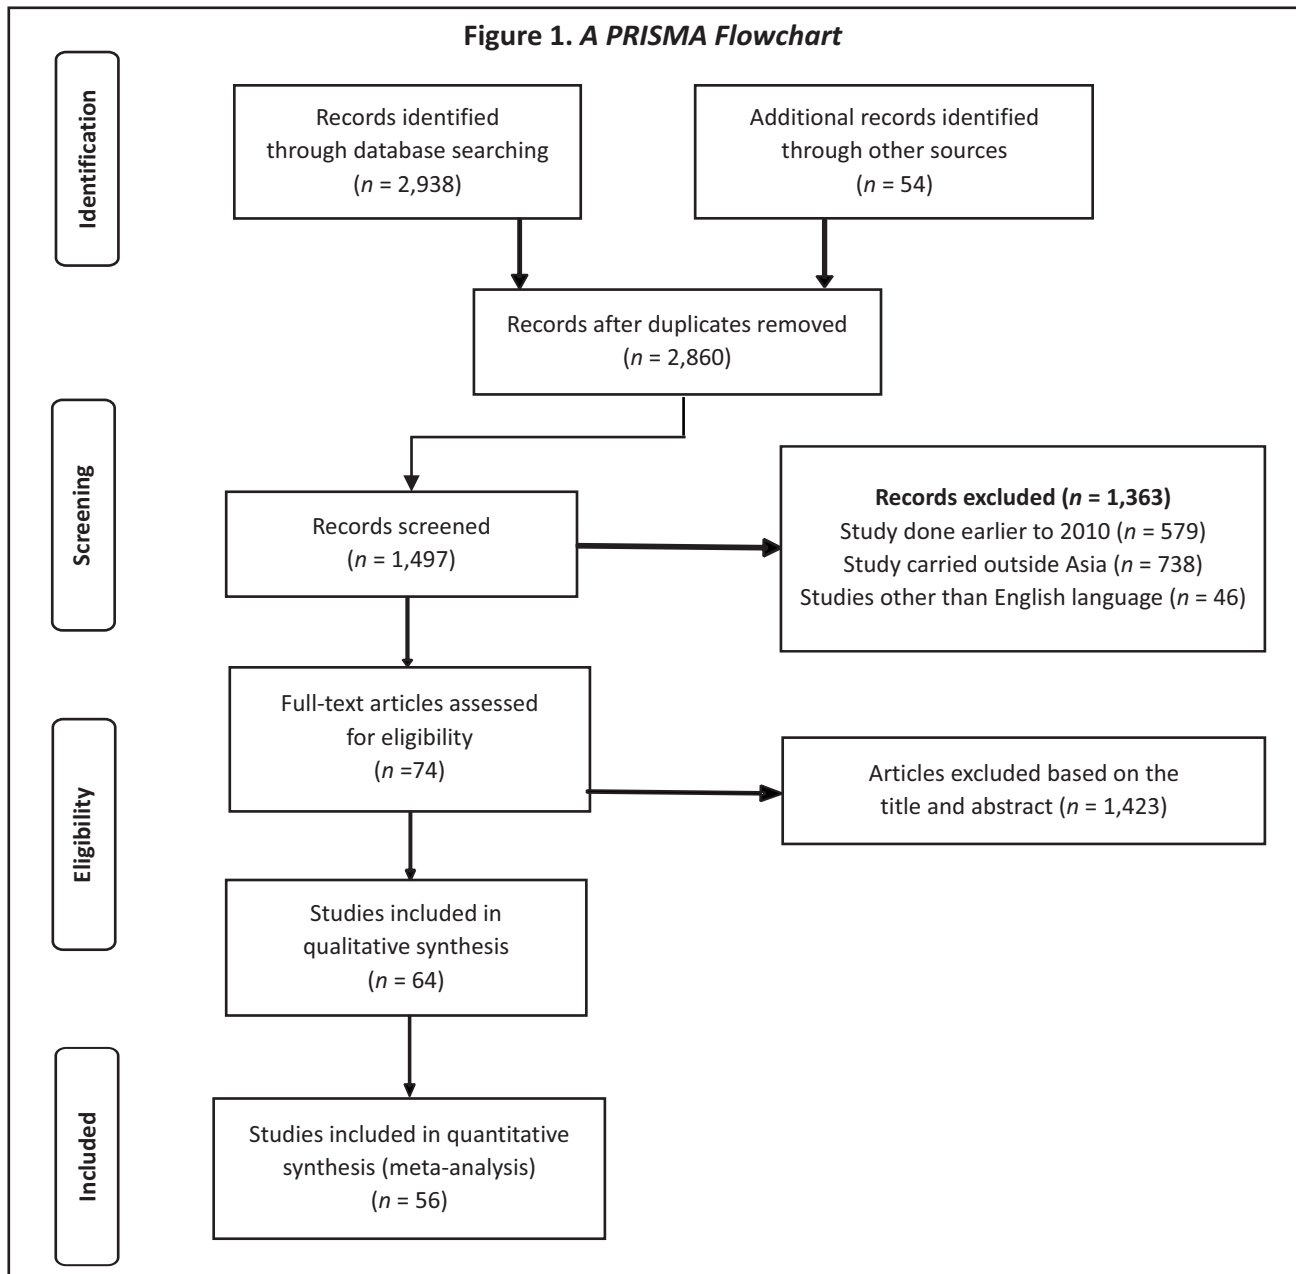 Figure 1. A PRISMA Flowchart
Identification
Records identified
through database searching
(n = 2,938)
Additional records identified
through other sources
(n = 54)
Records after duplicates removed
(n = 2,860)
Screening
Records screened
(n = 1,497)
Records excluded (n = 1,363)
Study done earlier to 2010 (n = 579)
Study carried outside Asia (n = 738)
Studies other than English language (n = 46)
Eligibility
Full-text articles assessed
for eligibility
(n =74)
Articles excluded based on the
title and abstract (n = 1,423)
Studies included in
qualitative synthesis
(n = 64)
Included
Studies included in quantitative
synthesis (meta-analysis)
(n = 56)